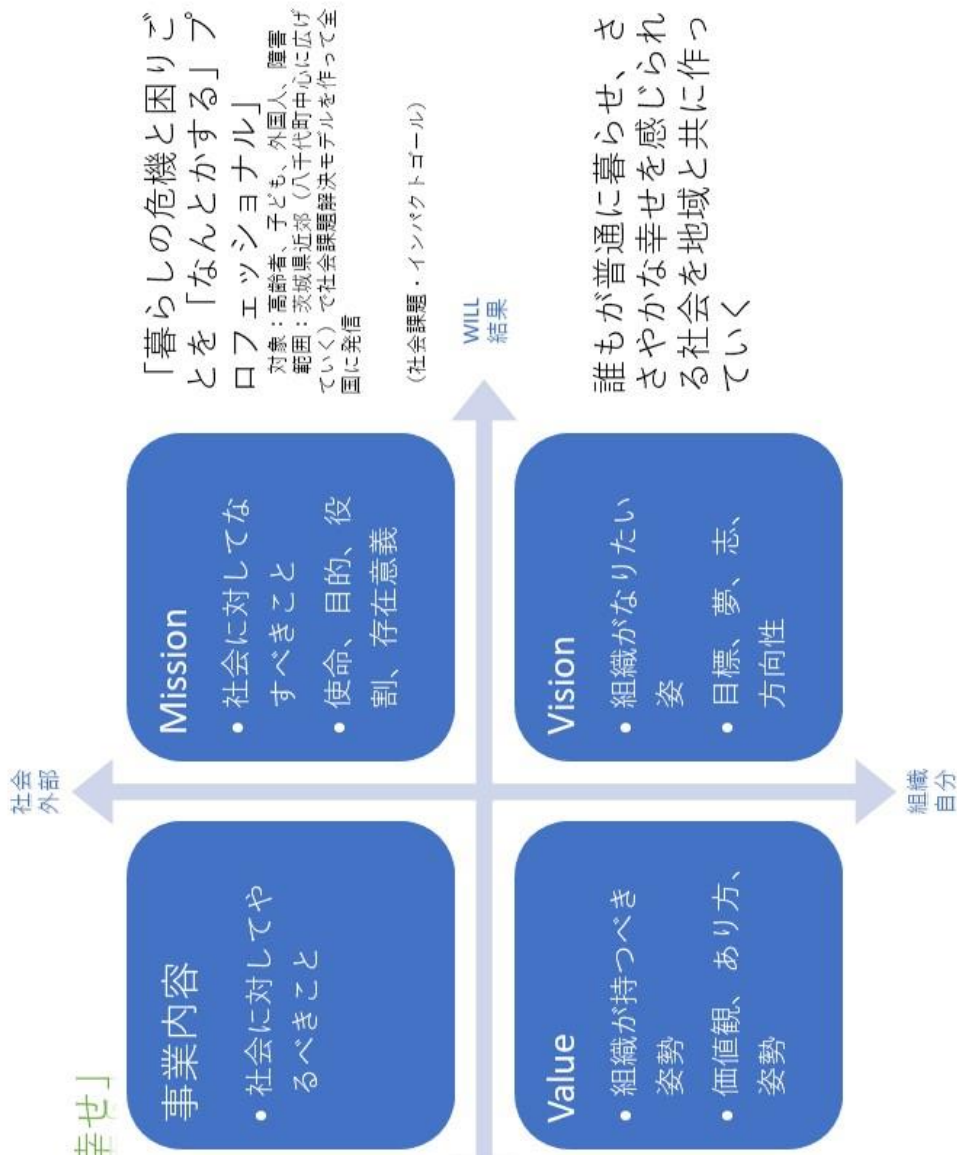 幸せ」
社会
外部
事業内容
• 社会に対してや
るべきこと
Mission
• 社会に対してな
すべきこと
• 使命、目的、役
割、存在意義
「暮らしの危機と困りご
とを「なんとかする」プ
ロフェッショナル」
対象：高齢者、子ども、外国人、障害
範囲：茨城県近郊（八千代町中心に広げ
ていく）で社会課題解決モデルを作って全
国に発信
（社会課題・インパクトゴール）
WILL
結果
Value
• 組織が持つべき
姿勢
• 価値観、あり方、
姿勢
Vision
• 組織がなりたい
姿
• 目標、夢、志、
方向性
誰もが普通に暮らせ、さ
さやかな幸せを感じられ
る社会を地域と共に作っ
ていく
組織
自分